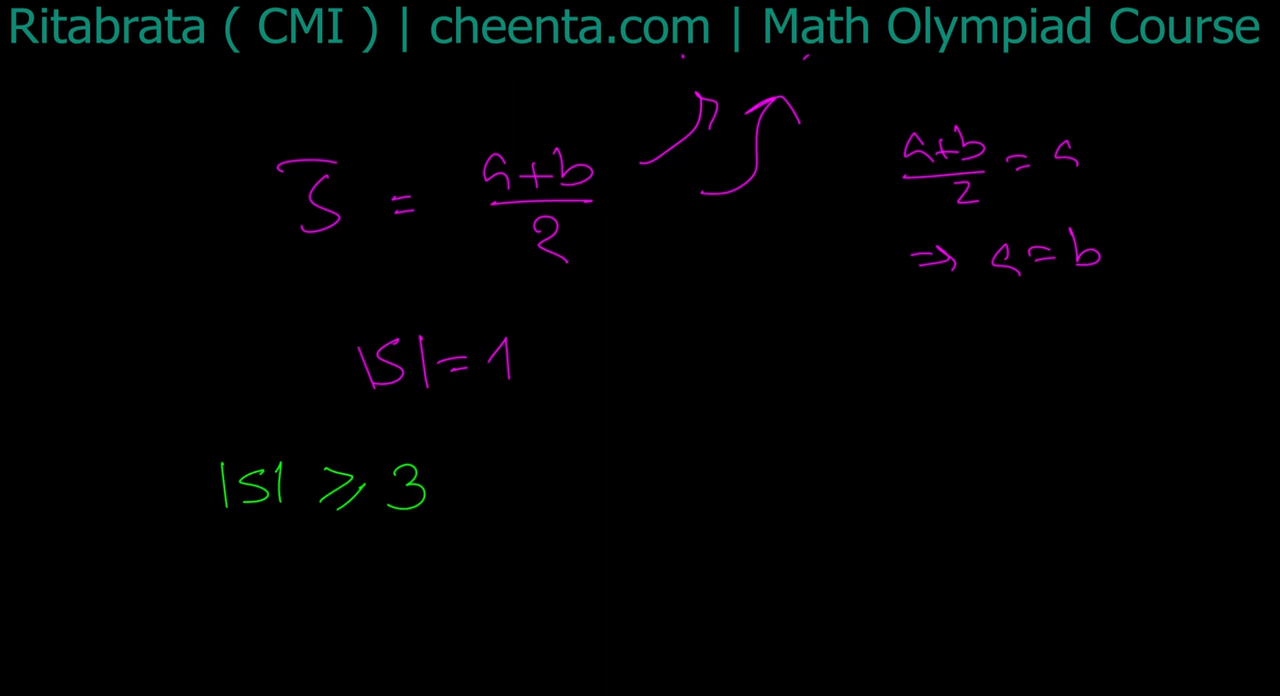 Ritabrata ( CMI ) | cheenta.com | Math Olympiad Course
S̄ = (a+b)/2
(a+b)/2 = a
⇒ a = b
|S| = 1
|S| ⩾ 3